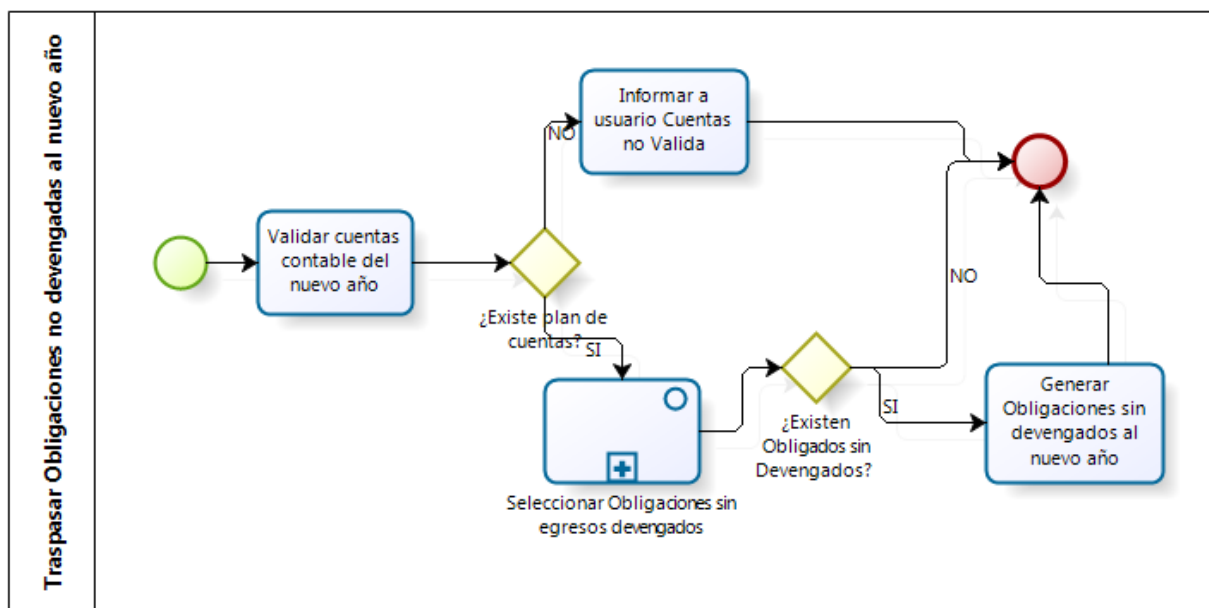 Traspasar Obligaciones no devengadas al nuevo año
Validar cuentas
contable del
nuevo año
¿Existe plan de
cuentas?
NO
Informar a
usuario Cuentas
no Valida
SI
Seleccionar Obligaciones sin
egresos devengados
¿Existen
Obligados sin
Devengados?
NO
SI
Generar
Obligaciones sin
devengados al
nuevo año